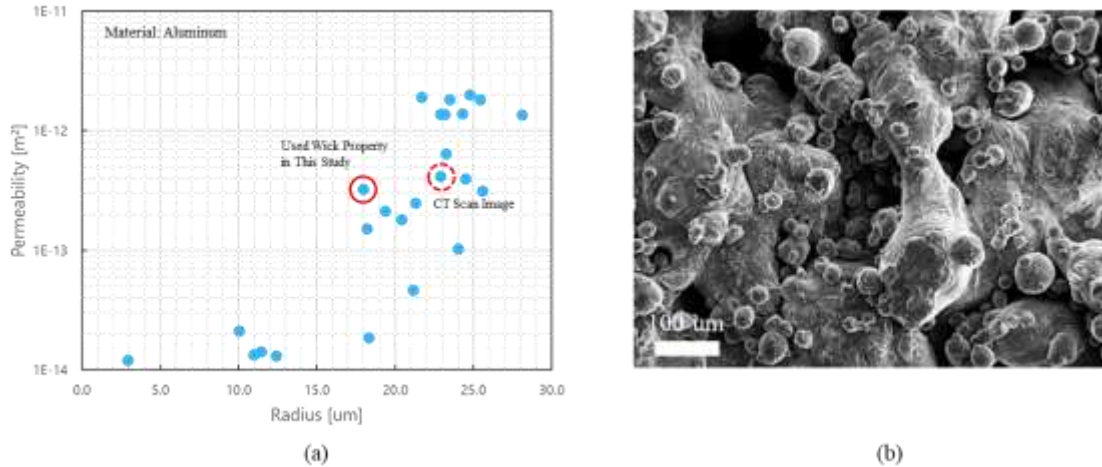 1E-11
Material: Aluminum
1E-12
Used Wick Property
in This Study
CT Scan Image
1E-13
1E-14
Permeability [m²]
0.0 5.0 10.0 15.0 20.0 25.0 30.0
Radius [um]
(a)
100 um
(b)